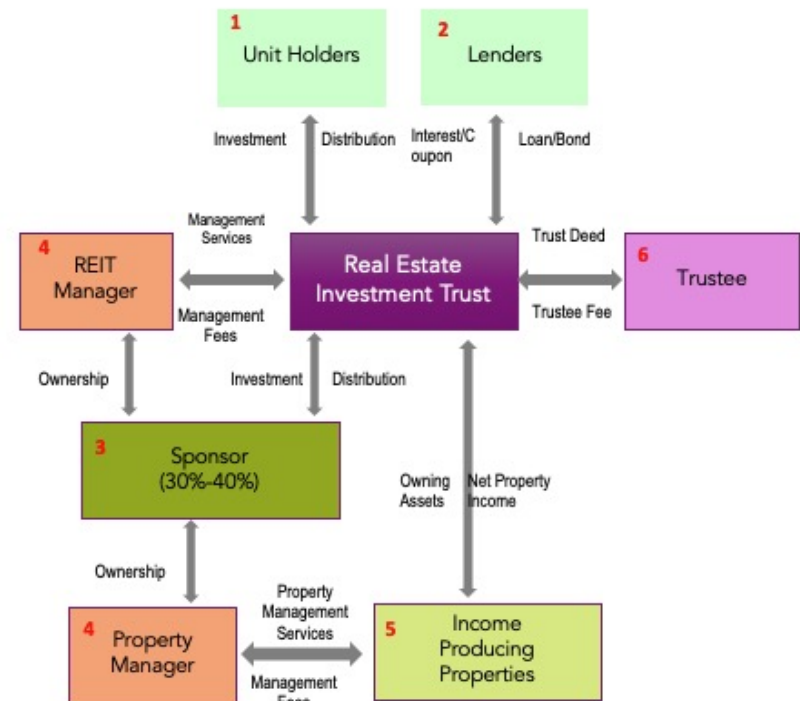 1
Unit Holders
2
Lenders
Investment
Distribution
Interest/C
oupon
Loan/Bond
Management
Services
4
REIT
Manager
Real Estate
Investment Trust
Trust Deed
6
Trustee
Trustee Fee
Management
Fees
Ownership
Investment
Distribution
3
Sponsor
(30%-40%)
Owning
Assets
Net Property
Income
Ownership
Property
Management
Services
4
Property
Manager
5
Income
Producing
Properties
Management
Fees